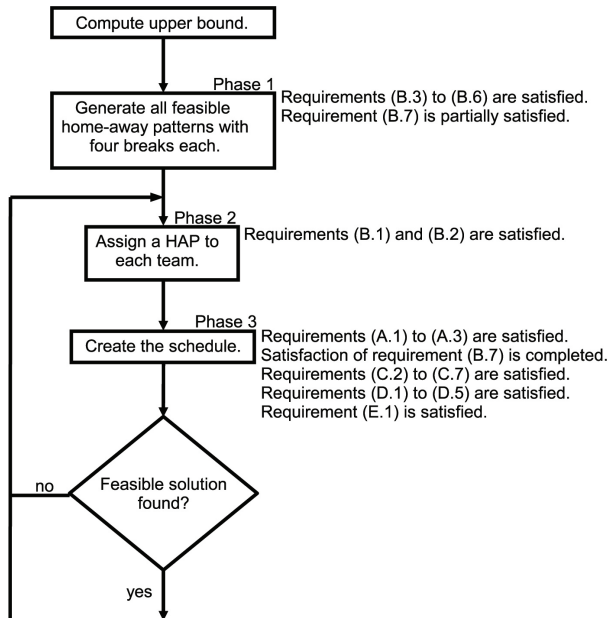 Compute upper bound.
Phase 1
Generate all feasible
home-away patterns with
four breaks each.
Requirements (B.3) to (B.6) are satisfied.
Requirement (B.7) is partially satisfied.
Phase 2
Assign a HAP to
each team.
Requirements (B.1) and (B.2) are satisfied.
Phase 3
Create the schedule.
Requirements (A.1) to (A.3) are satisfied.
Satisfaction of requirement (B.7) is completed.
Requirements (C.2) to (C.7) are satisfied.
Requirements (D.1) to (D.5) are satisfied.
Requirement (E.1) is satisfied.
Feasible solution
found?
no
yes